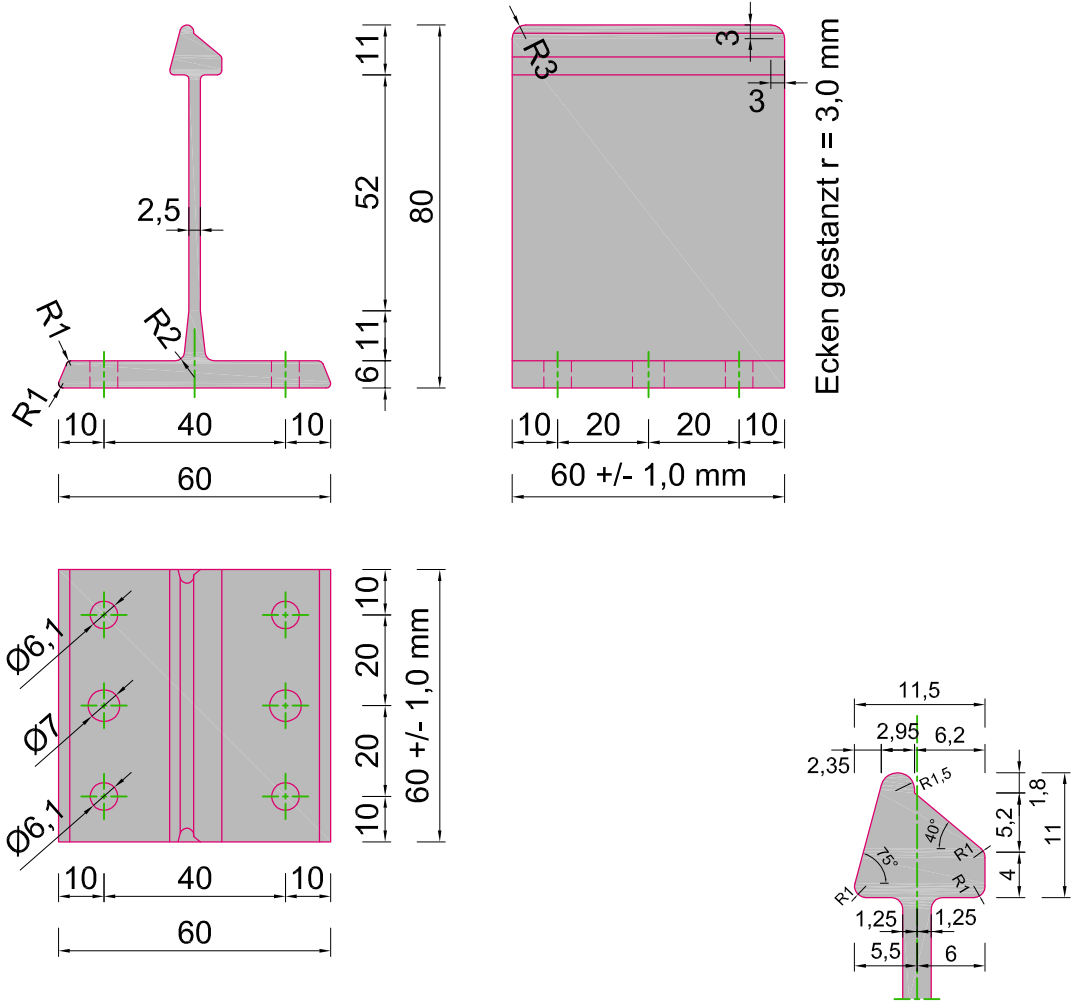 11
52
80
2,5
R1
R2
11
6
R1
10
40
10
60
R3
3
3
Ecken gestanzt r = 3,0 mm
10
20
20
10
60 +/- 1,0 mm
Ø6,1
Ø7
Ø6,1
10
20
20
10
60 +/- 1,0 mm
10
40
10
60
11,5
2,95
6,2
2,35
R1,5
1,8
5,2
11
40°
R1
75°
4
R1
R1
1,25
1,25
5,5
6